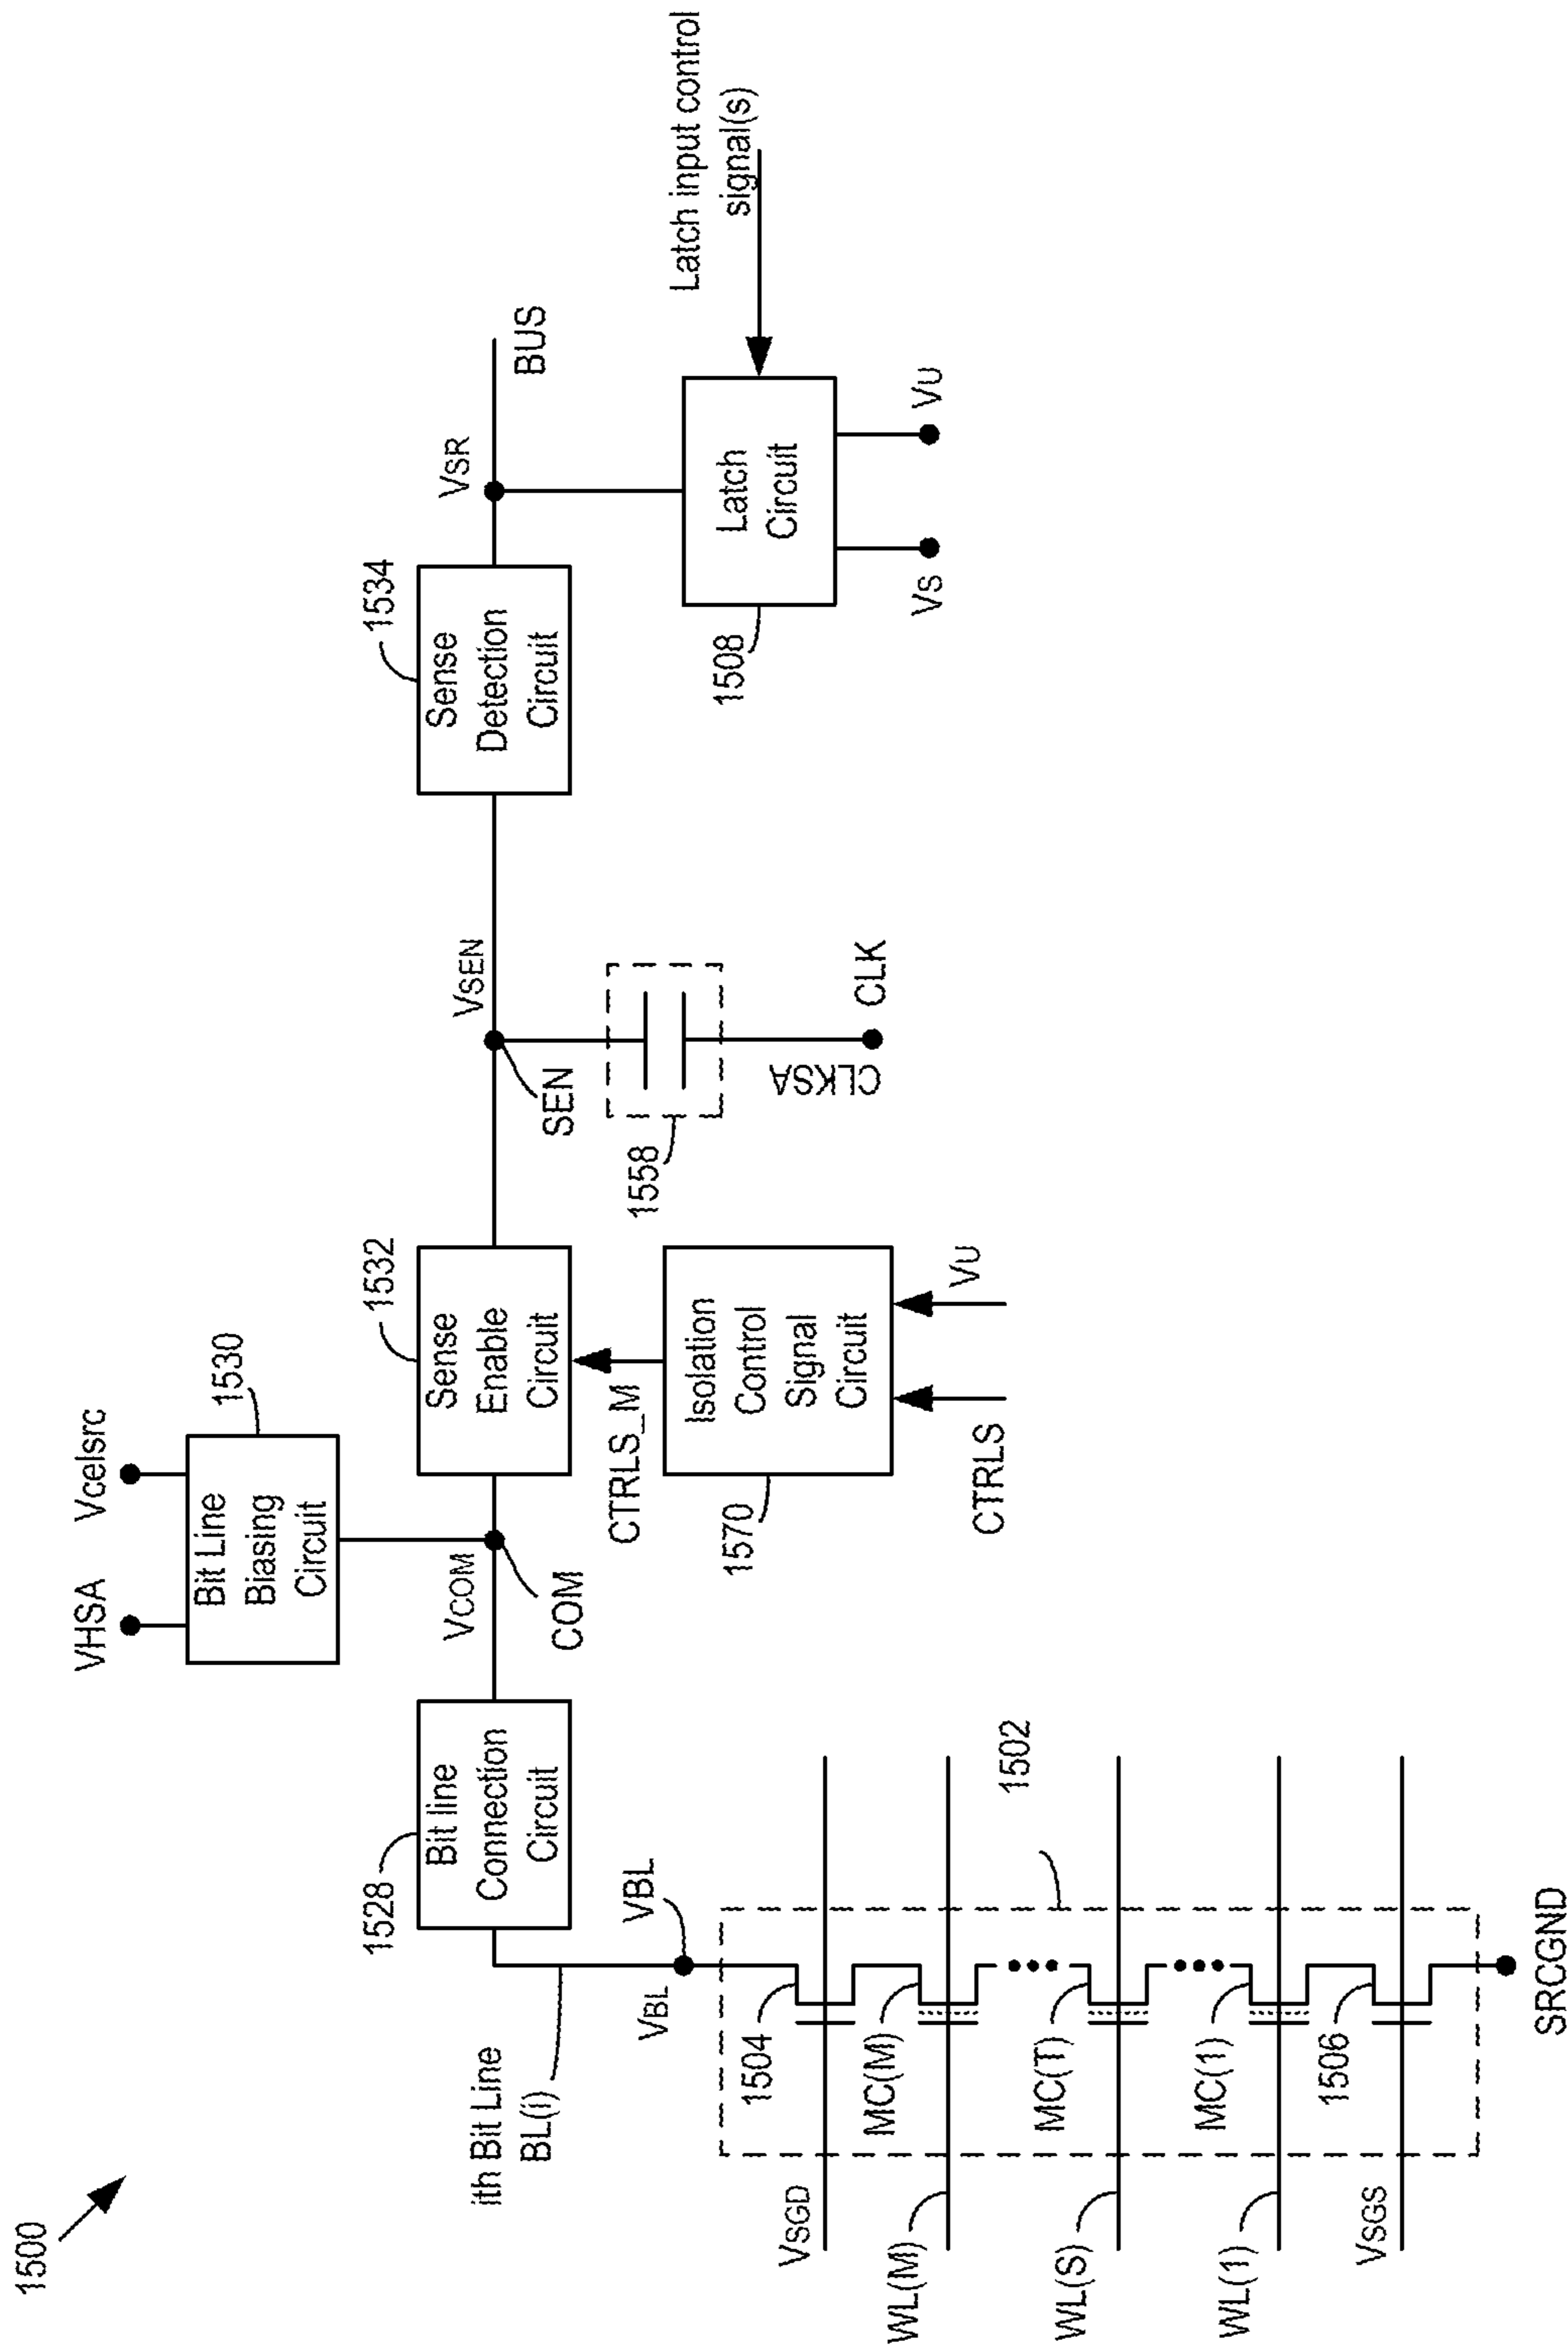 1500
VHSA
Vcelsrc
Bit Line
Biasing
Circuit
1530
ith Bit Line
BL(i)
1528
Bit line
Connection
Circuit
VCOM
COM
1532
Sense
Enable
Circuit
VSEN
SEN
1534
Sense
Detection
Circuit
VSR
BUS
CTRLS_M
Isolation
Control
Signal
Circuit
1570
CTRLS
VU
1558
CLKSA
CLK
Latch input control
signal(s)
Latch
Circuit
1508
VS
VU
VBL
VBL
1502
1504
VSGD
MC(M)
WL(M)
MC(T)
WL(S)
MC(1)
WL(1)
1506
VSGS
SRCGND